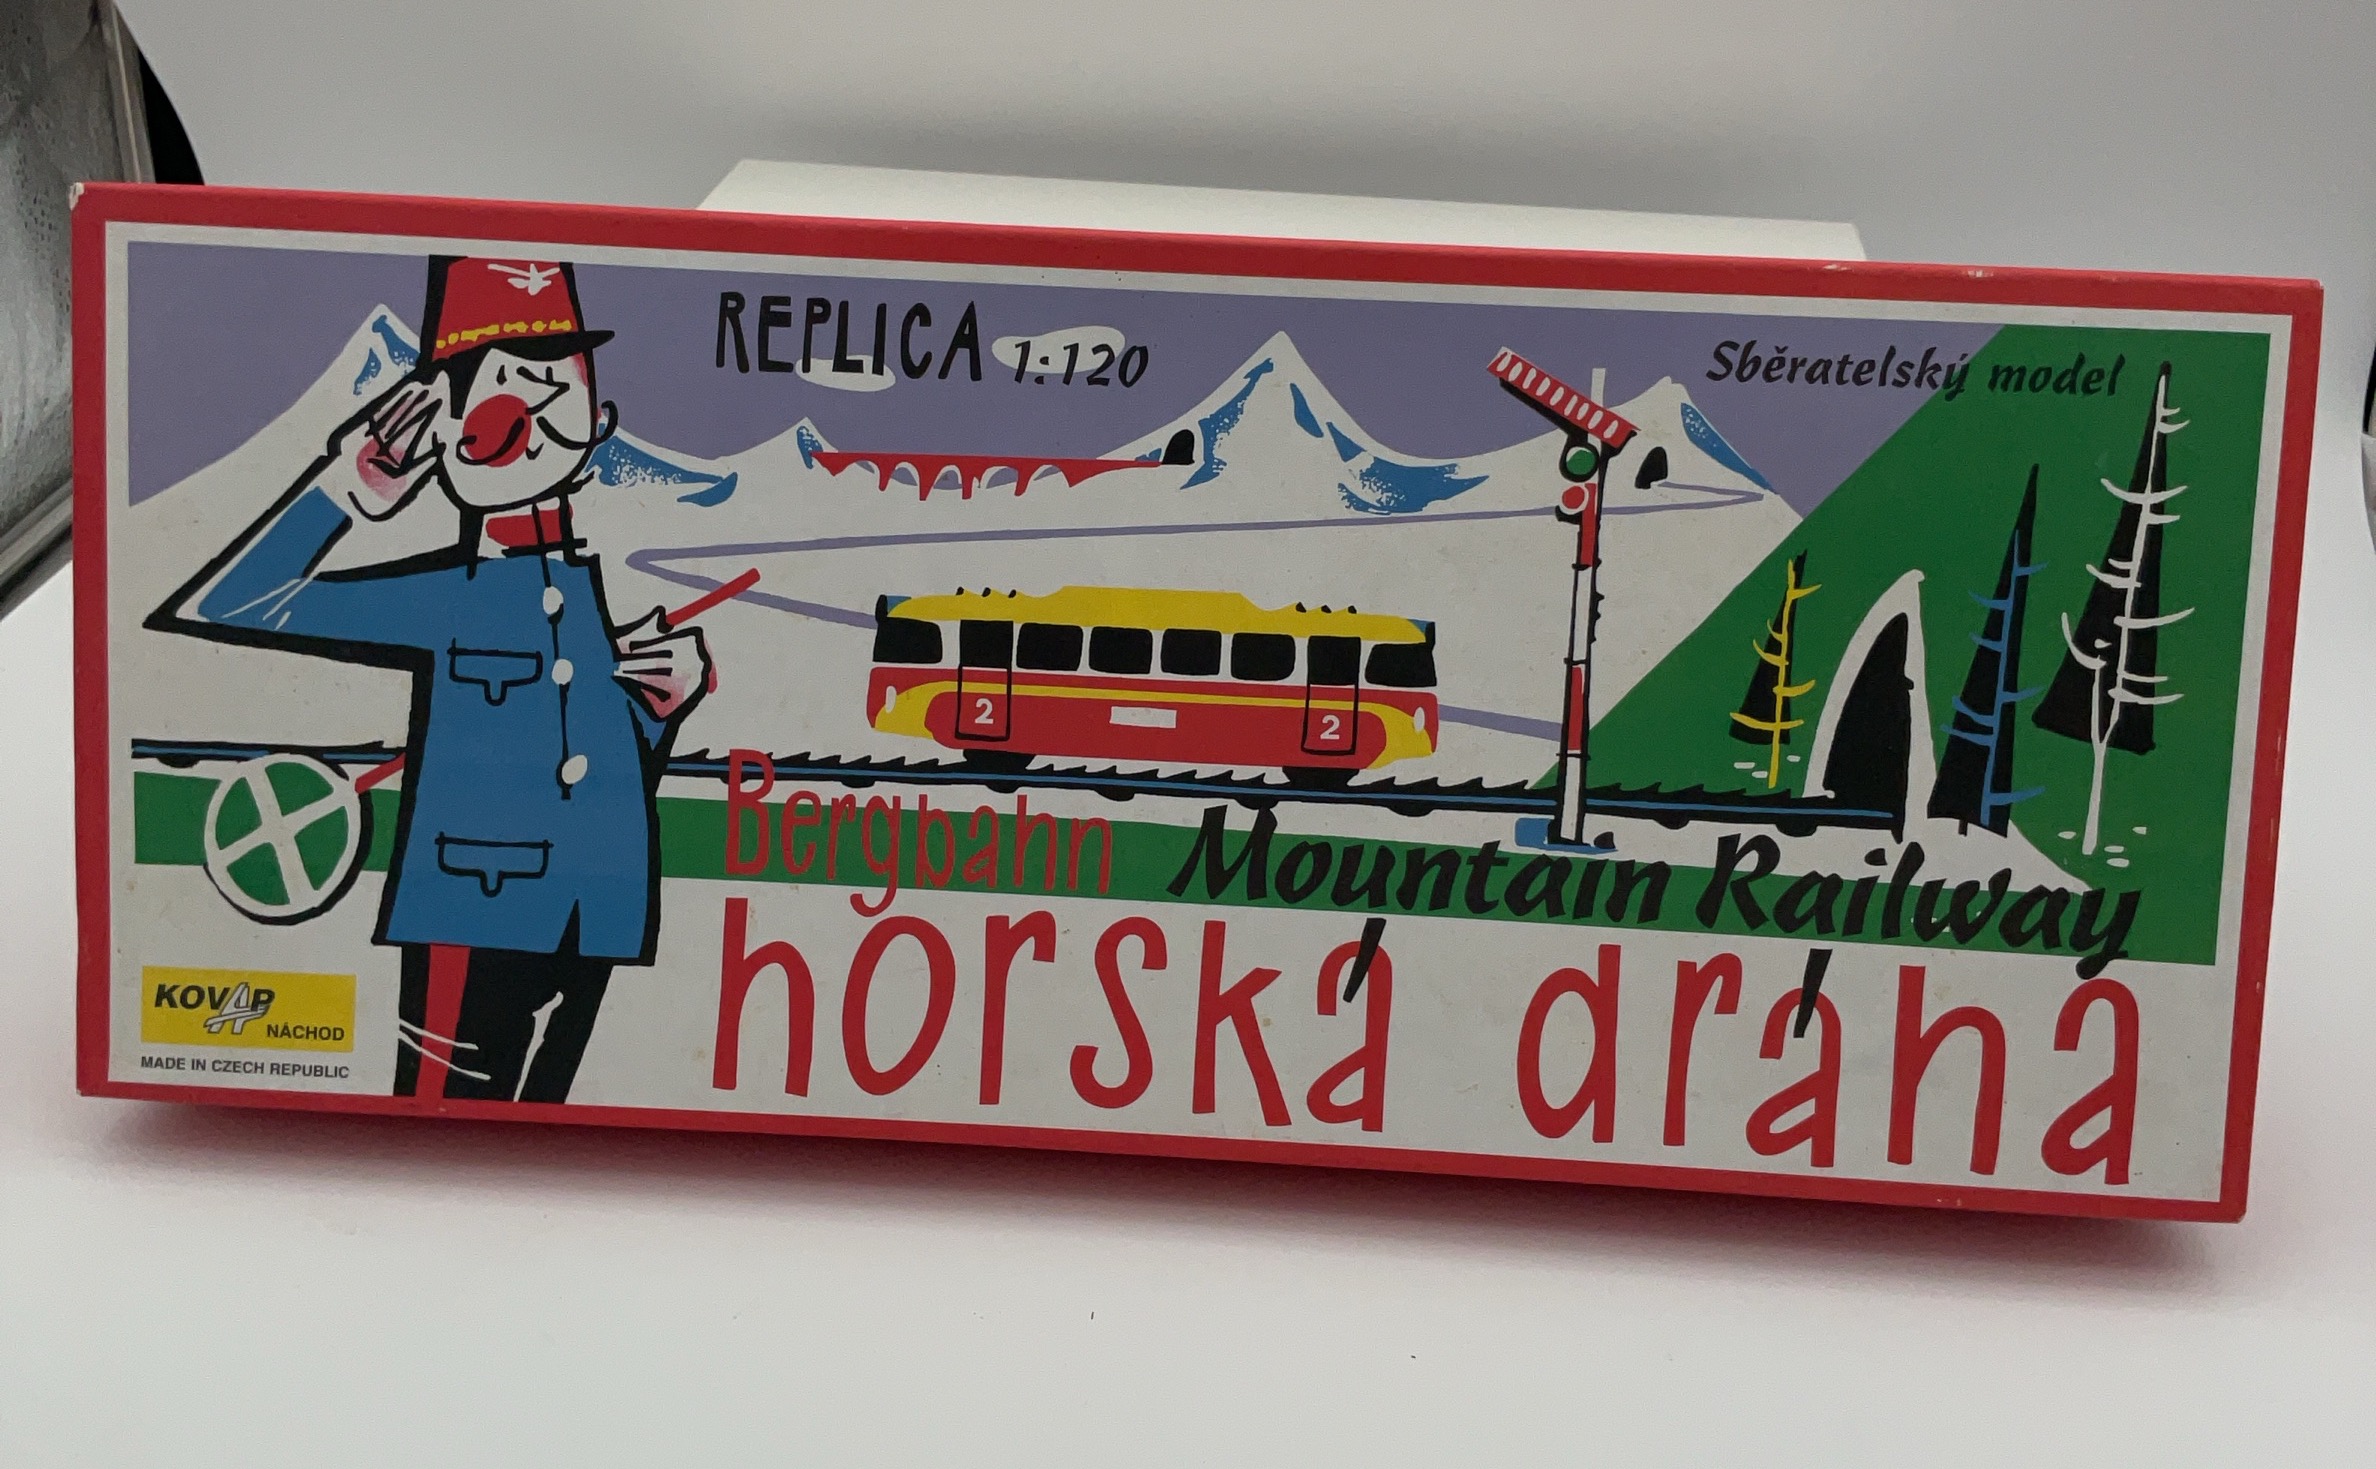 REPLICA 1:120
Sběratelský model
2 2
Bergbahn Mountain Railway
horská dráha
KOVAP
NÁCHOD
MADE IN CZECH REPUBLIC